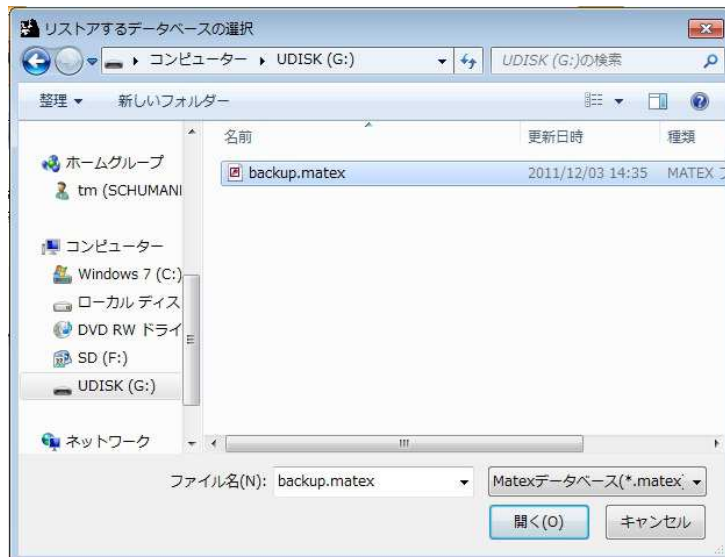 リストアするデータベースの選択
コンピューター ▸ UDISK (G:)
UDISK (G:)の検索
整理 ▼ 新しいフォルダー
名前 更新日時 種類
ホームグループ
backup.matex 2011/12/03 14:35 MATEX フ
tm (SCHUMAN
コンピューター
Windows 7 (C:)
ローカル ディス
DVD RW ドライ
SD (F:)
UDISK (G:)
ネットワーク
ファイル名(N): backup.matex Matexデータベース(*.matex)
開く(O) キャンセル